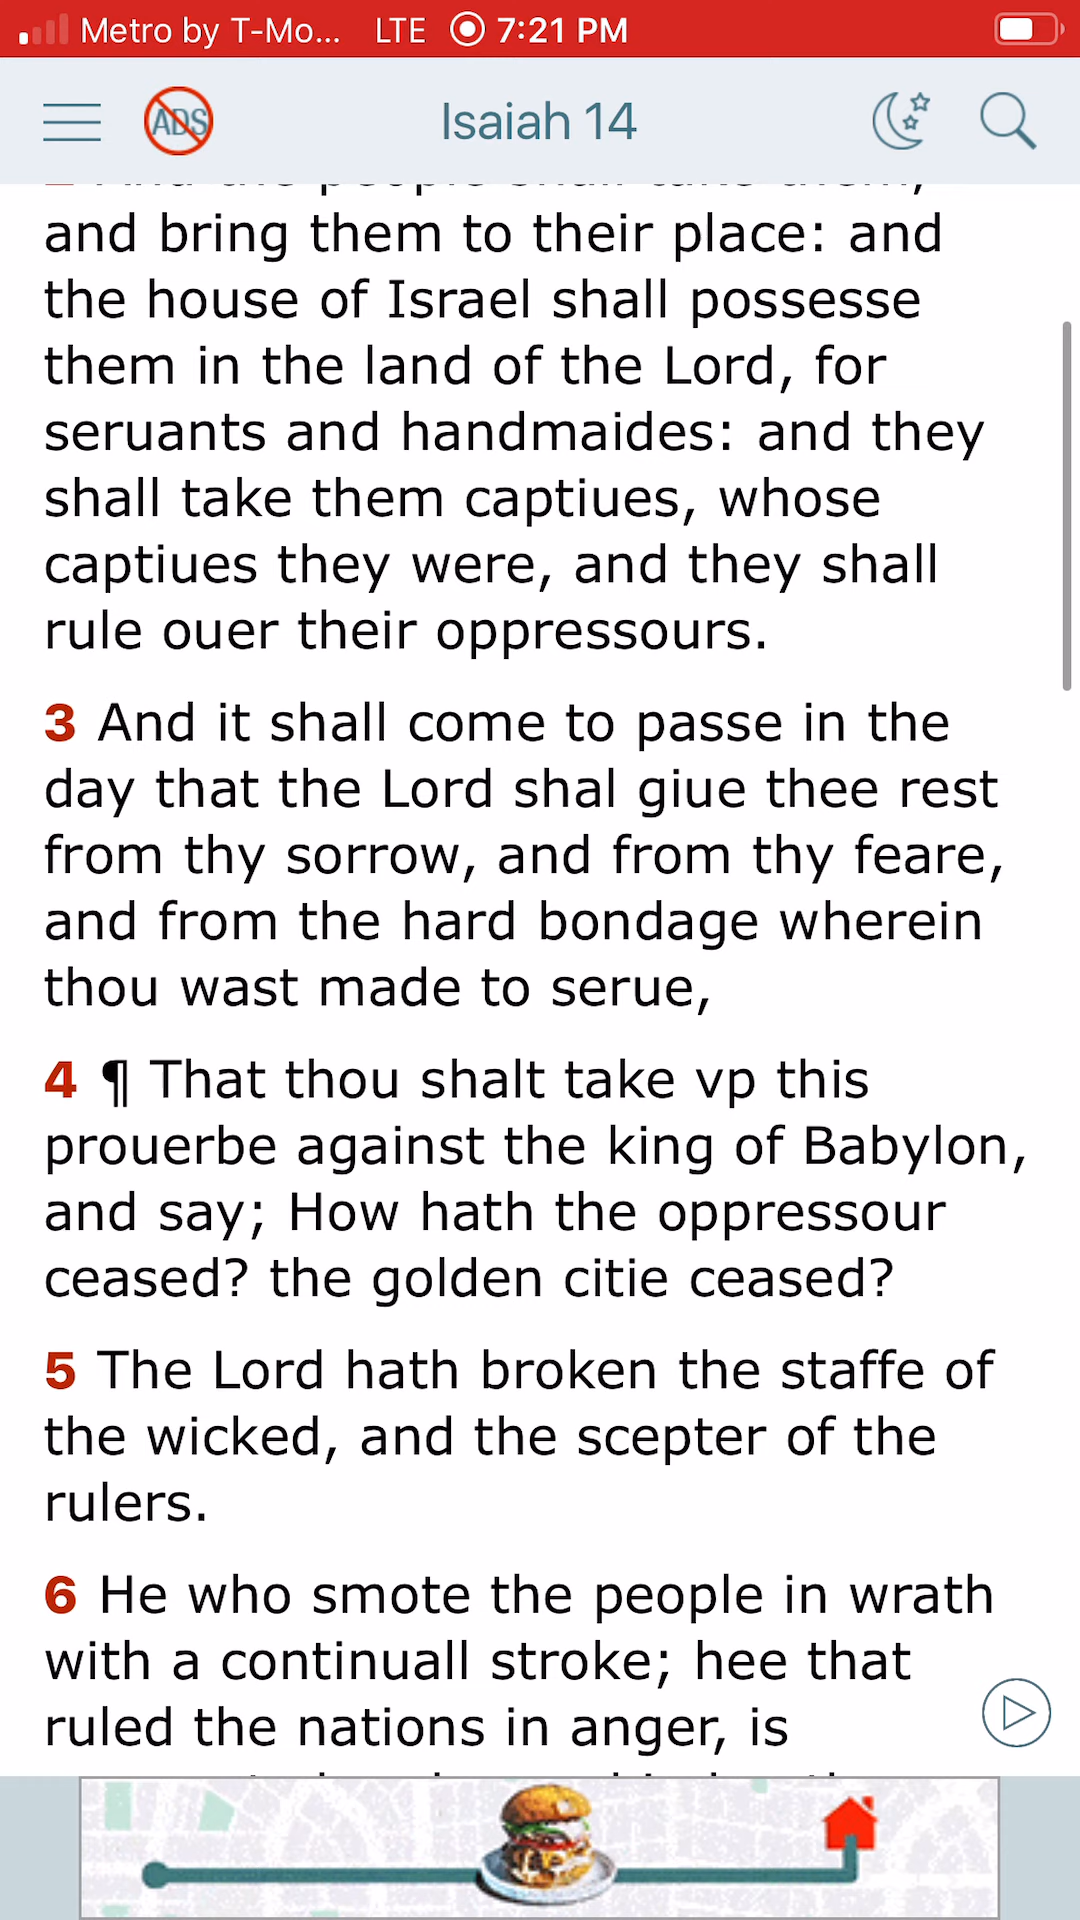 Metro by T-Mo... LTE 7:21 PM
ADS
Isaiah 14
and bring them to their place: and
the house of Israel shall possesse
them in the land of the Lord, for
seruants and handmaides: and they
shall take them captiues, whose
captiues they were, and they shall
rule ouer their oppressours.
3 And it shall come to passe in the
day that the Lord shal giue thee rest
from thy sorrow, and from thy feare,
and from the hard bondage wherein
thou wast made to serue,
4 ¶ That thou shalt take vp this
prouerbe against the king of Babylon,
and say; How hath the oppressour
ceased? the golden citie ceased?
5 The Lord hath broken the staffe of
the wicked, and the scepter of the
rulers.
6 He who smote the people in wrath
with a continuall stroke; hee that
ruled the nations in anger, is